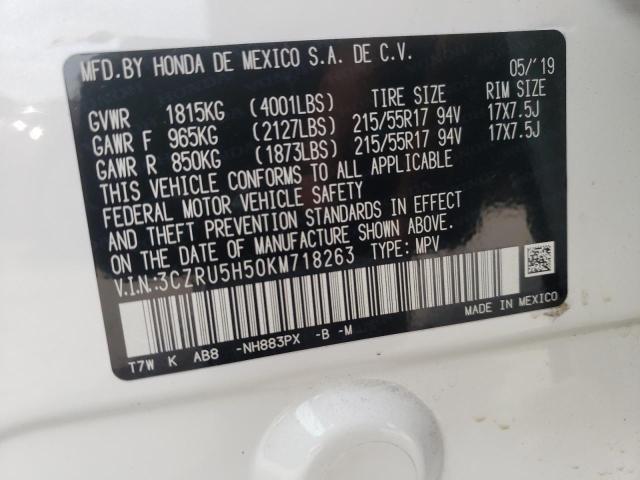 MFD. BY HONDA DE MEXICO S.A. DE C.V. 05/'19
GVWR 1815KG (4001LBS) TIRE SIZE RIM SIZE
GAWR F 965KG (2127LBS) 215/55R17 94V 17X7.5J
GAWR R 850KG (1873LBS) 215/55R17 94V 17X7.5J
THIS VEHICLE CONFORMS TO ALL APPLICABLE
FEDERAL MOTOR VEHICLE SAFETY
AND THEFT PREVENTION STANDARDS IN EFFECT
ON THE DATE OF MANUFACTURE SHOWN ABOVE.
V.I.N.:3CZRU5H50KM718263 TYPE: MPV
MADE IN MEXICO
T7W K AB8 -NH883PX -B -M